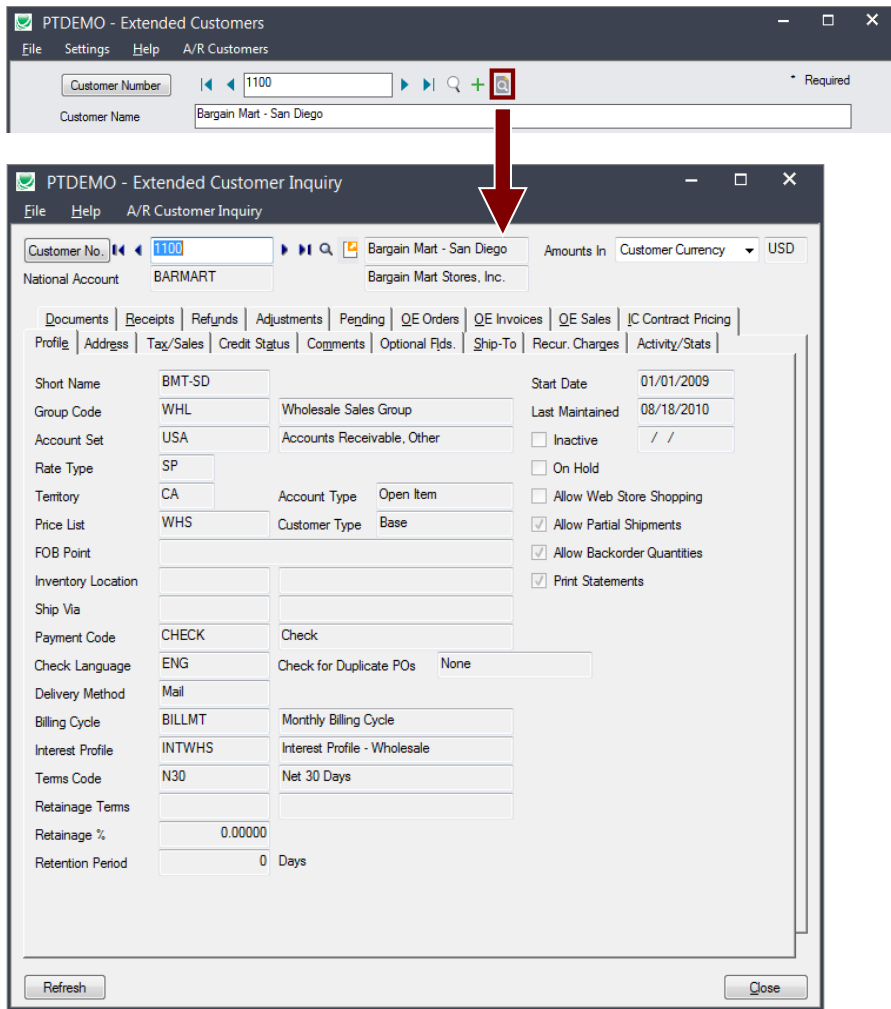 PTDEMO - Extended Customers
File Settings Help A/R Customers
Customer Number 1100 * Required
Customer Name Bargain Mart - San Diego
PTDEMO - Extended Customer Inquiry
File Help A/R Customer Inquiry
Customer No. 1100 Bargain Mart - San Diego Amounts In Customer Currency USD
National Account BARMART Bargain Mart Stores, Inc.
Documents Receipts Refunds Adjustments Pending OE Orders OE Invoices OE Sales IC Contract Pricing
Profile Address Tax/Sales Credit Status Comments Optional Flds. Ship-To Recur. Charges Activity/Stats
Short Name BMT-SD Start Date 01/01/2009
Group Code WHL Wholesale Sales Group Last Maintained 08/18/2010
Account Set USA Accounts Receivable, Other Inactive / /
Rate Type SP On Hold
Territory CA Account Type Open Item Allow Web Store Shopping
Price List WHS Customer Type Base Allow Partial Shipments
FOB Point Allow Backorder Quantities
Inventory Location Print Statements
Ship Via
Payment Code CHECK Check
Check Language ENG Check for Duplicate POs None
Delivery Method Mail
Billing Cycle BILLMT Monthly Billing Cycle
Interest Profile INTWHS Interest Profile - Wholesale
Terms Code N30 Net 30 Days
Retainage Terms
Retainage % 0.00000
Retention Period 0 Days
Refresh Close